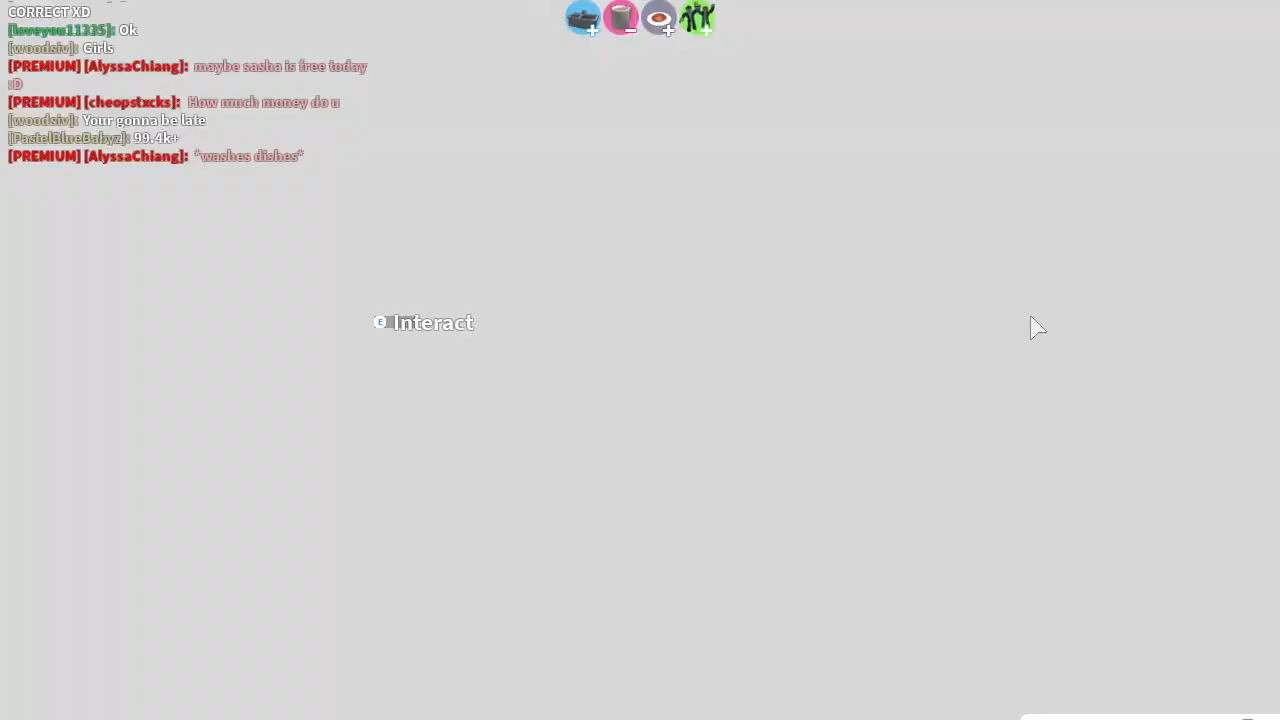 CORRECT XD
[loveyou11335]: Ok
[woodsiv]: Girls
[PREMIUM] [AlyssaChiang]: maybe sasha is free today
:D
[PREMIUM] [cheopstxcks]: How much money do u
[woodsiv]: Your gonna be late
[PastelBlueBabyz]: 99.4k+
[PREMIUM] [AlyssaChiang]: *washes dishes*
E Interact